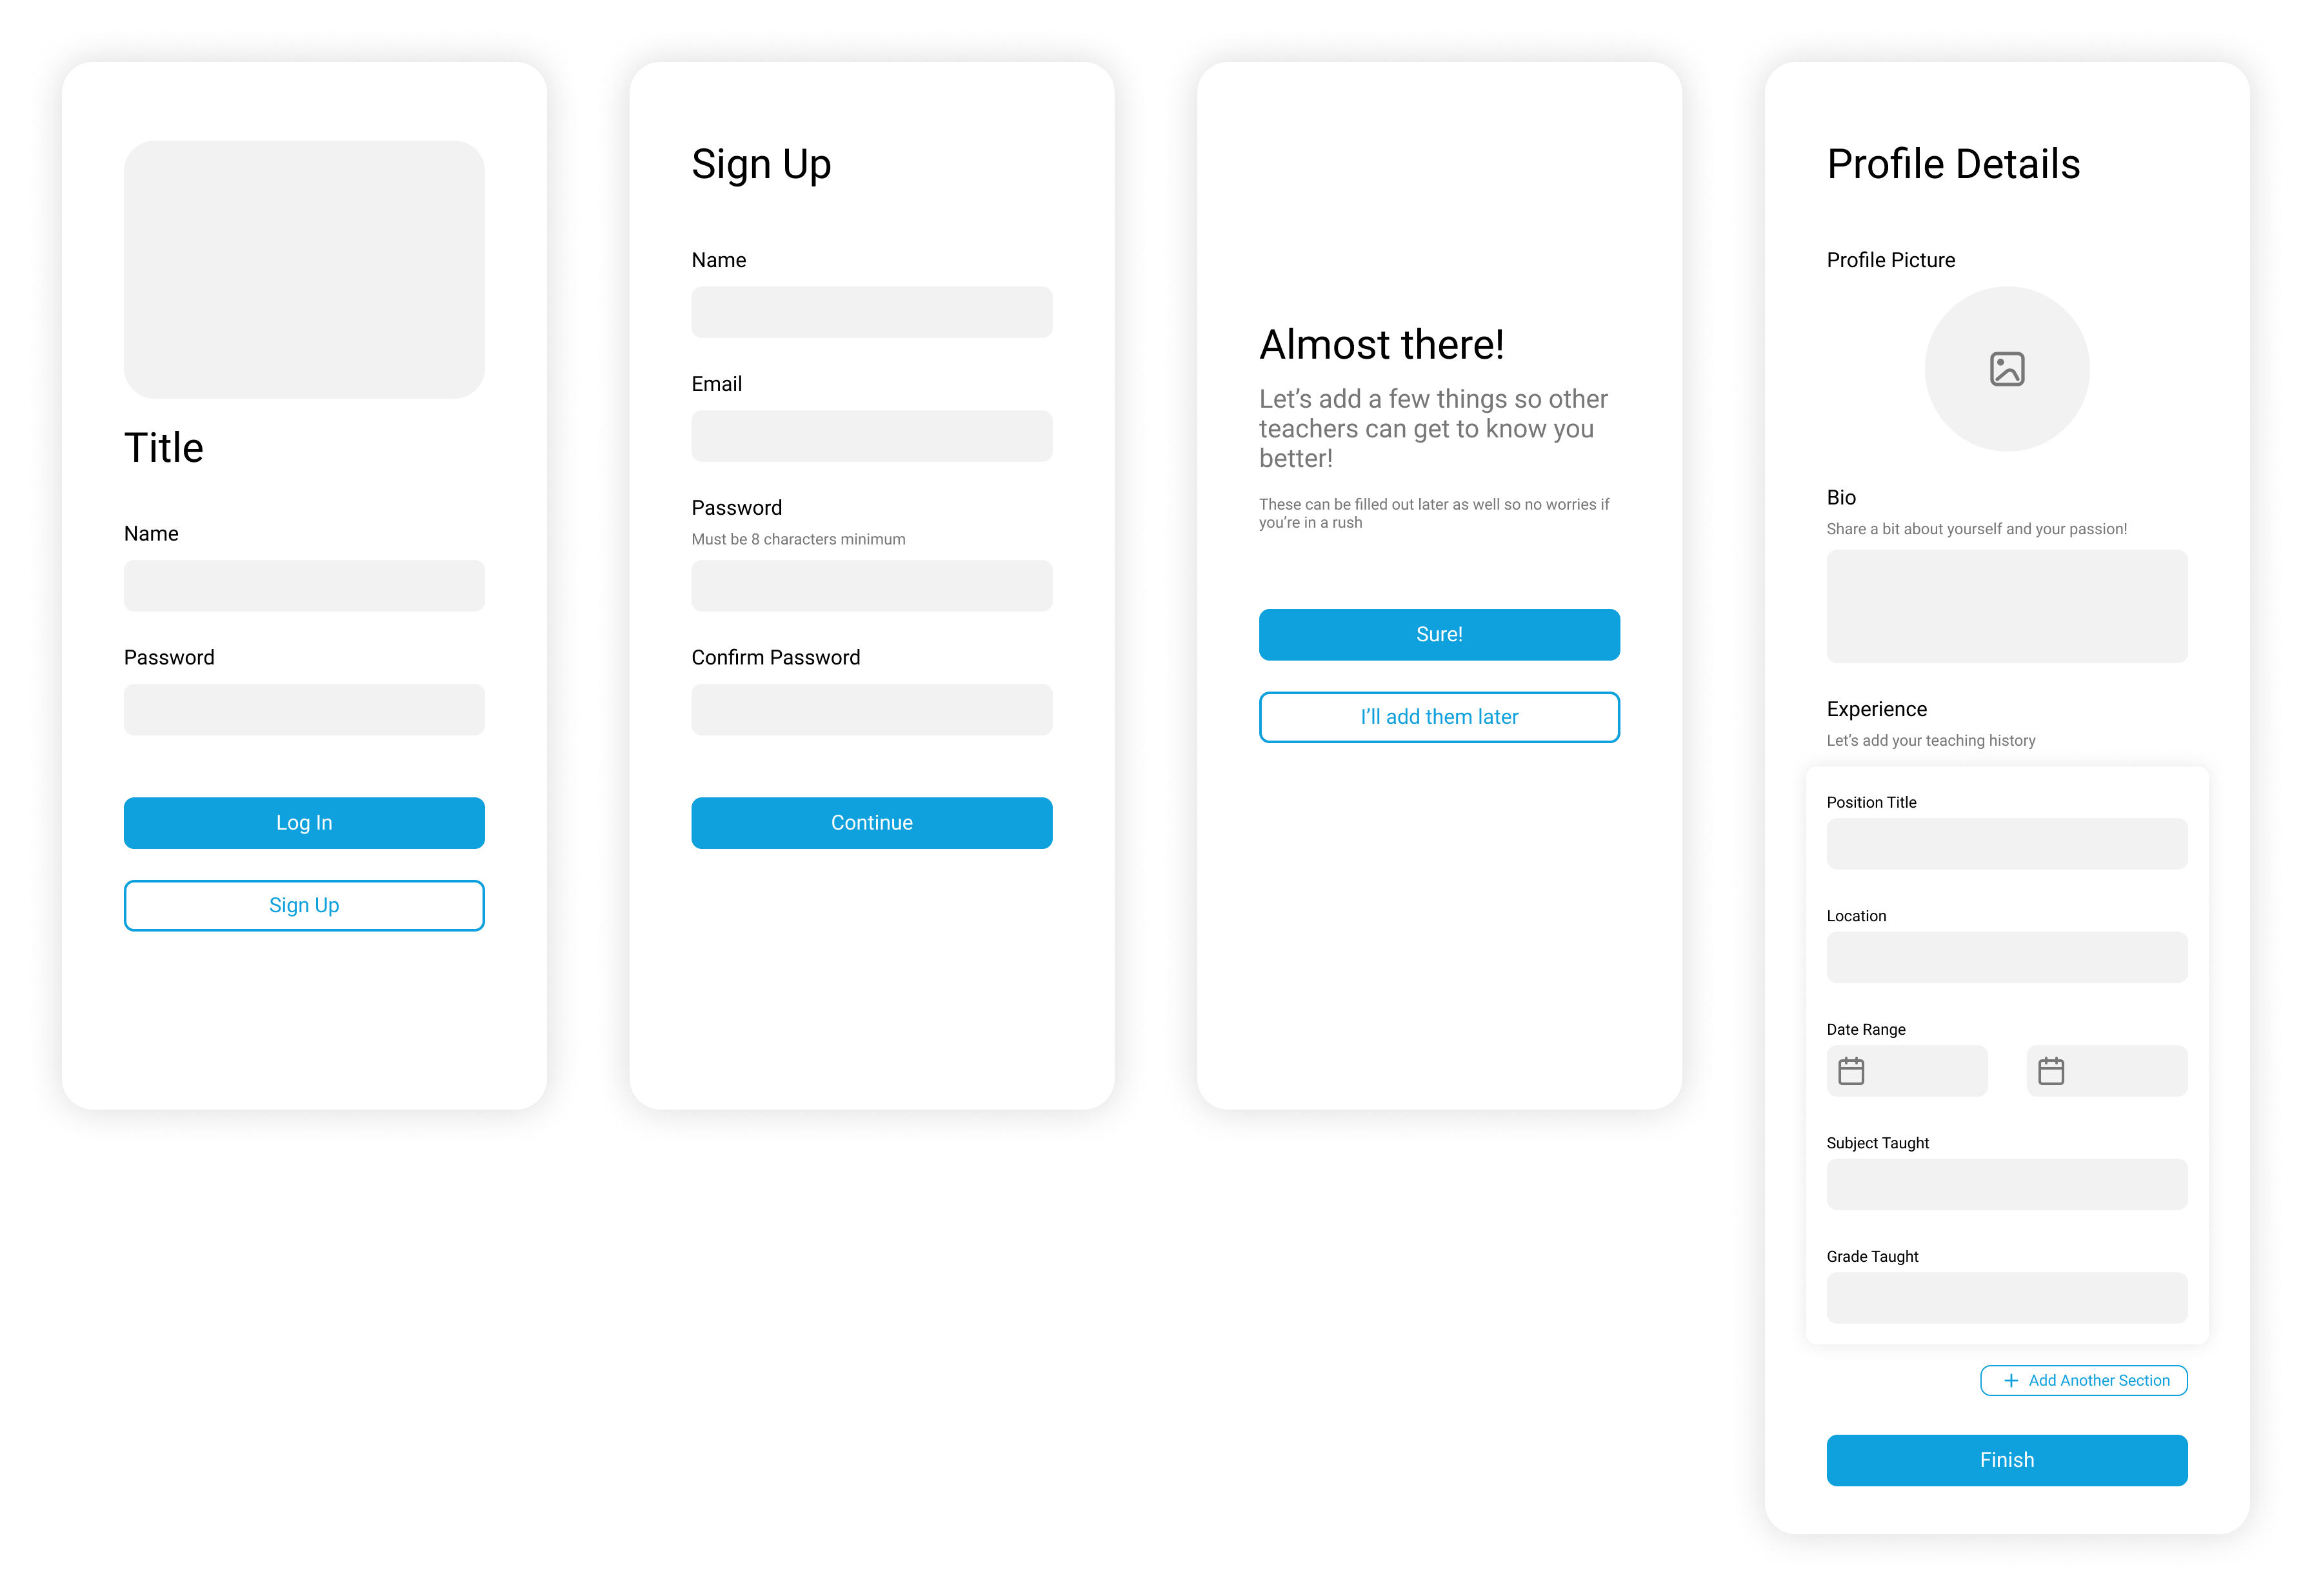 Title
Name
Password
Log In
Sign Up
Sign Up
Name
Email
Password
Must be 8 characters minimum
Confirm Password
Continue
Almost there!
Let’s add a few things so other
teachers can get to know you
better!
These can be filled out later as well so no worries if
you’re in a rush
Sure!
I’ll add them later
Profile Details
Profile Picture
Bio
Share a bit about yourself and your passion!
Experience
Let’s add your teaching history
Position Title
Location
Date Range
Subject Taught
Grade Taught
Add Another Section
Finish